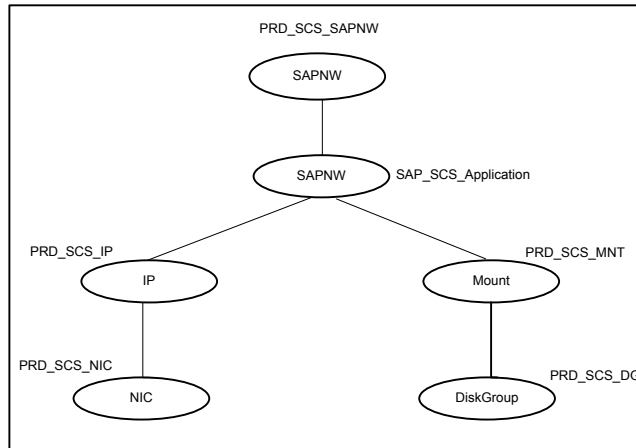 PRD_SCS_SAPNW
SAPNW
SAPNW
SAP_SCS_Application
PRD_SCS_IP
PRD_SCS_MNT
IP
Mount
PRD_SCS_NIC
PRD_SCS_DG
NIC
DiskGroup